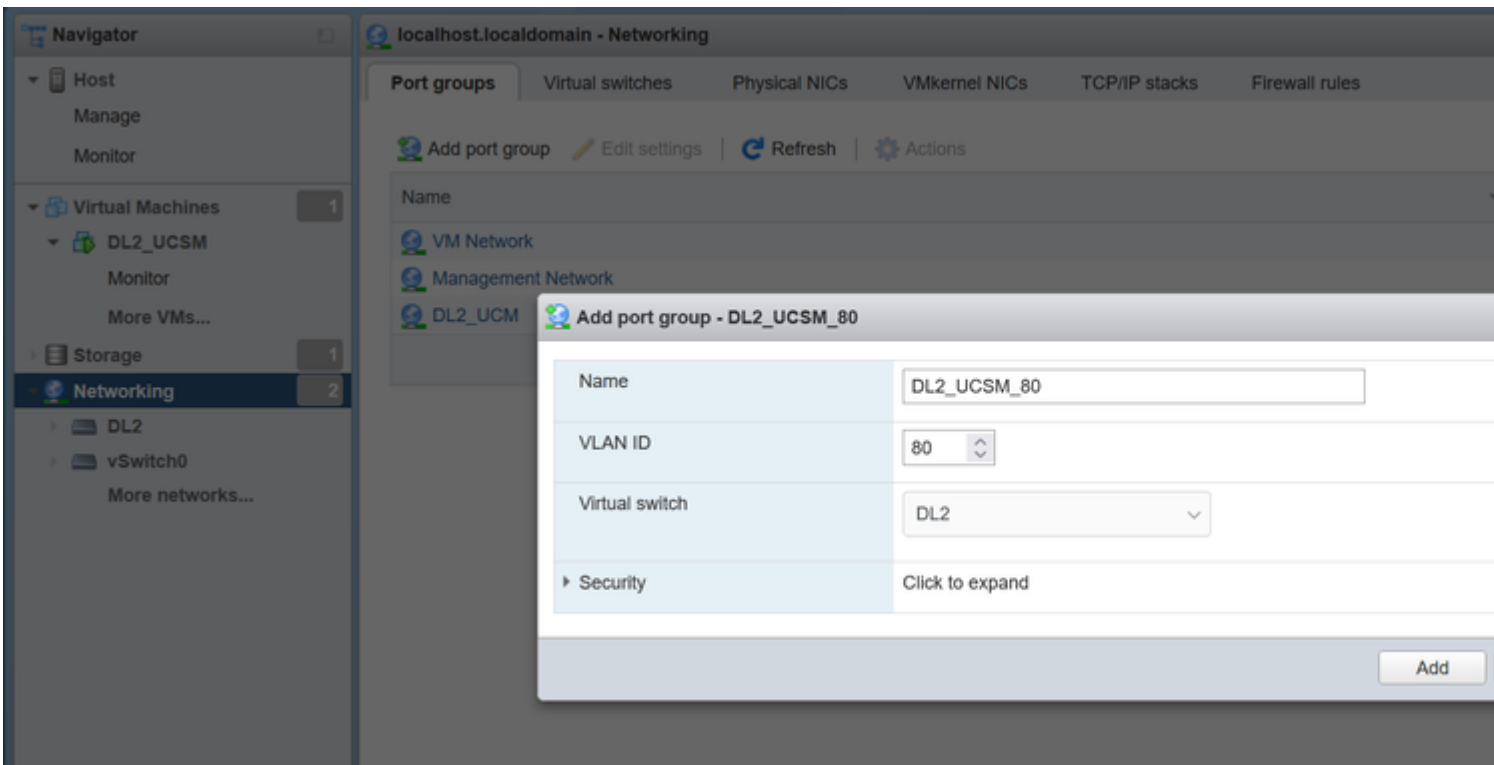 Navigator
Host
Manage
Monitor
Virtual Machines 1
DL2_UCSM
Monitor
More VMs...
Storage 1
Networking 2
DL2
vSwitch0
More networks...
localhost.localdomain - Networking
Port groups Virtual switches Physical NICs VMkernel NICs TCP/IP stacks Firewall rules
Add port group Edit settings Refresh Actions
Name
VM Network
Management Network
DL2_UCM
Add port group - DL2_UCSM_80
Name DL2_UCSM_80
VLAN ID 80
Virtual switch DL2
Security Click to expand
Add